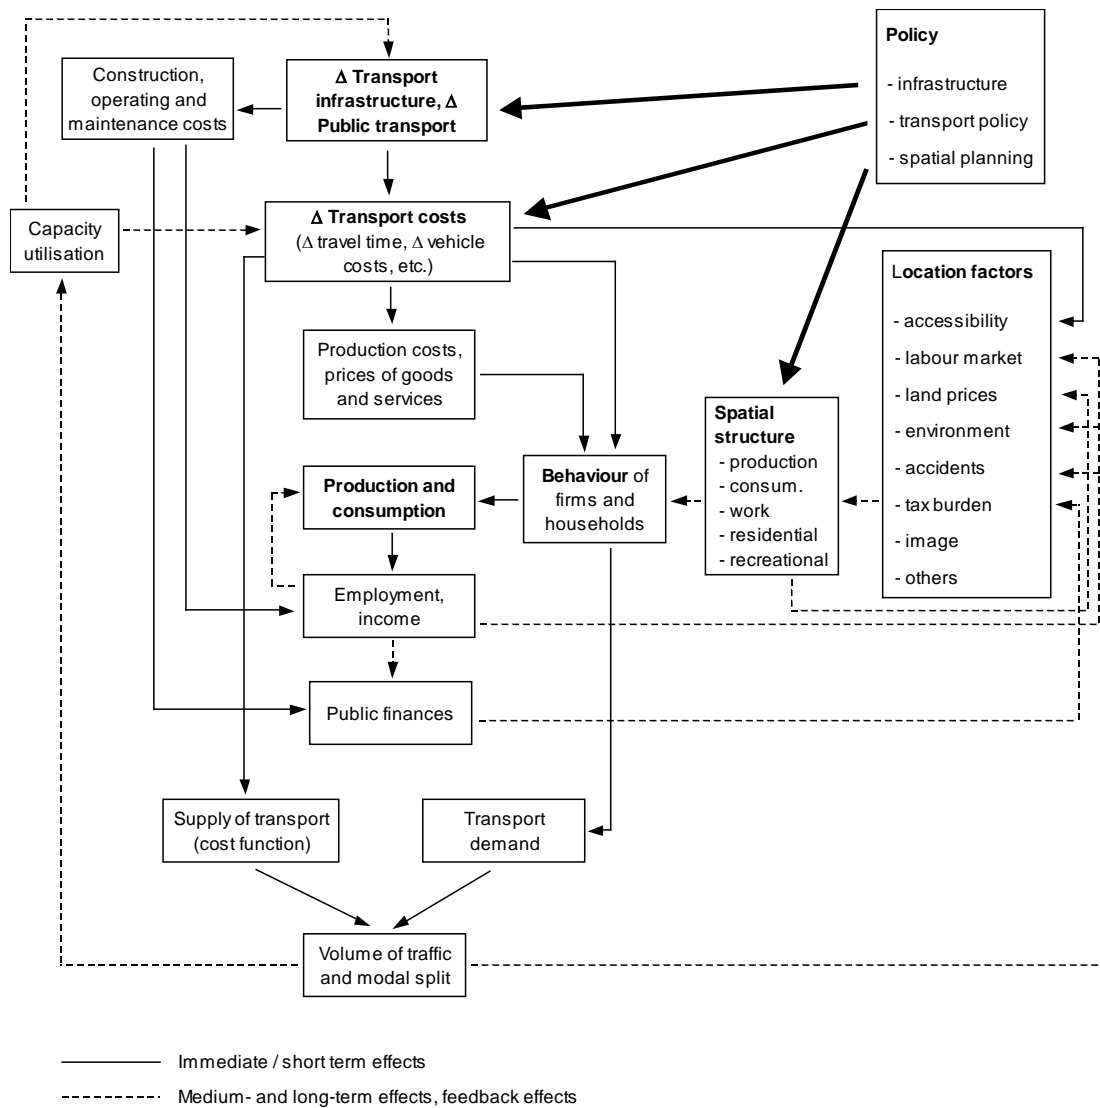 Policy
- infrastructure
- transport policy
- spatial planning
Construction,
operating and
maintenance costs
Δ Transport
infrastructure, Δ
Public transport
Capacity
utilisation
Δ Transport costs
(Δ travel time, Δ vehicle
costs, etc.)
Location factors
- accessibility
- labour market
- land prices
- environment
- accidents
- tax burden
- image
- others
Production costs,
prices of goods
and services
Spatial
structure
- production
- consum.
- work
- residential
- recreational
Behaviour of
firms and
households
Production and
consumption
Employment,
income
Public finances
Supply of transport
(cost function)
Transport
demand
Volume of traffic
and modal split
Immediate / short term effects
Medium- and long-term effects, feedback effects